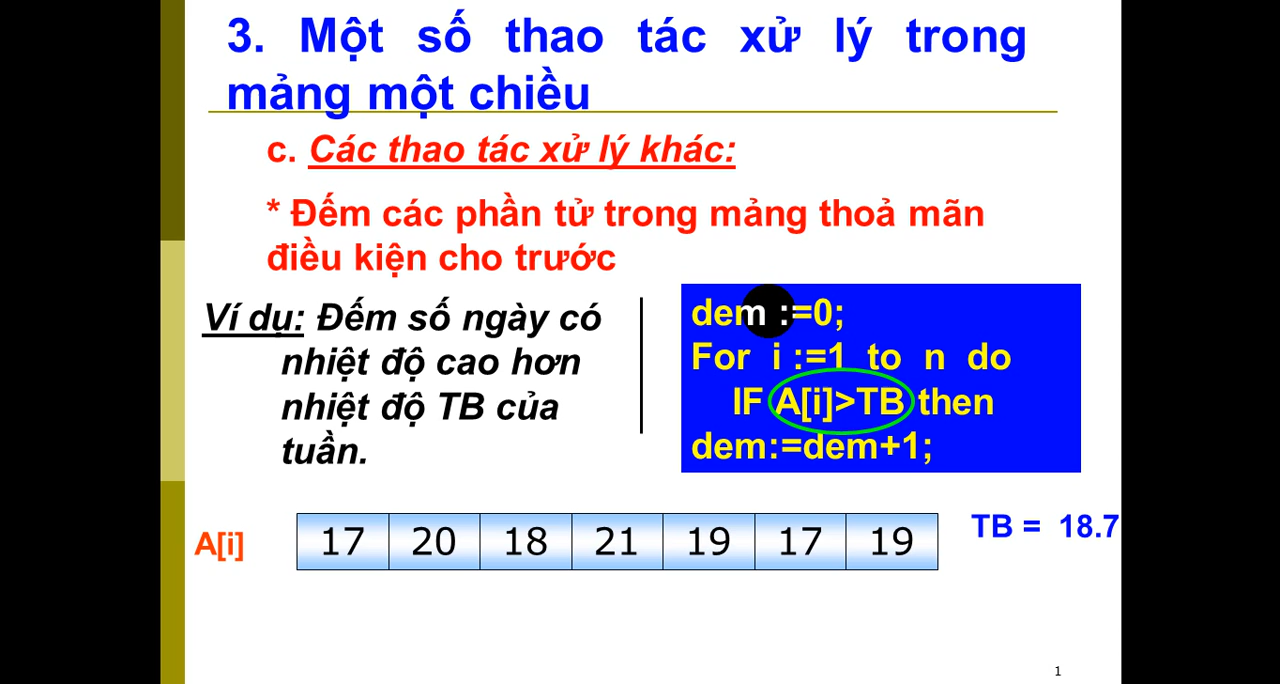 3. Một số thao tác xử lý trong
mảng một chiều
c. Các thao tác xử lý khác:
* Đếm các phần tử trong mảng thoả mãn
điều kiện cho trước
Ví dụ: Đếm số ngày có
nhiệt độ cao hơn
nhiệt độ TB của
tuần.
dem :=0;
For i :=1 to n do
IF A[i]>TB then
dem:=dem+1;
A[i] 17 20 18 21 19 17 19
TB = 18.7
1